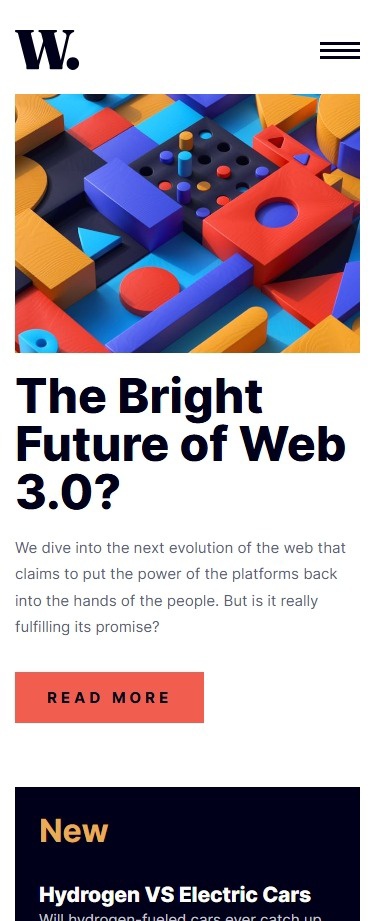 W.
The Bright
Future of Web
3.0?
We dive into the next evolution of the web that
claims to put the power of the platforms back
into the hands of the people. But is it really
fulfilling its promise?
READ MORE
New
Hydrogen VS Electric Cars
Will hydrogen-fueled cars ever catch up